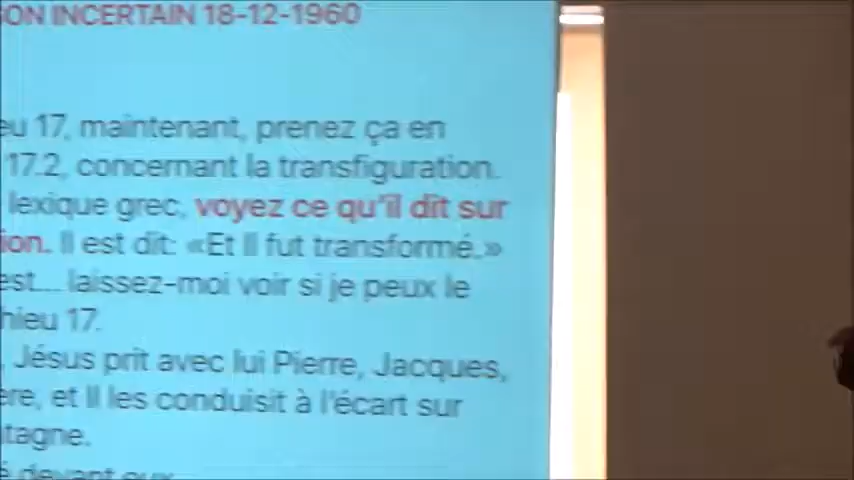 ON INCERTAIN 18-12-1960
eu 17, maintenant, prenez ça en
17.2, concernant la transfiguration.
lexique grec, voyez ce qu'il dit sur
ion. Il est dit: «Et Il fut transformé.»
est... laissez-moi voir si je peux le
hieu 17.
, Jésus prit avec lui Pierre, Jacques,
ère, et Il les conduisit à l'écart sur
tagne.
é devant eux